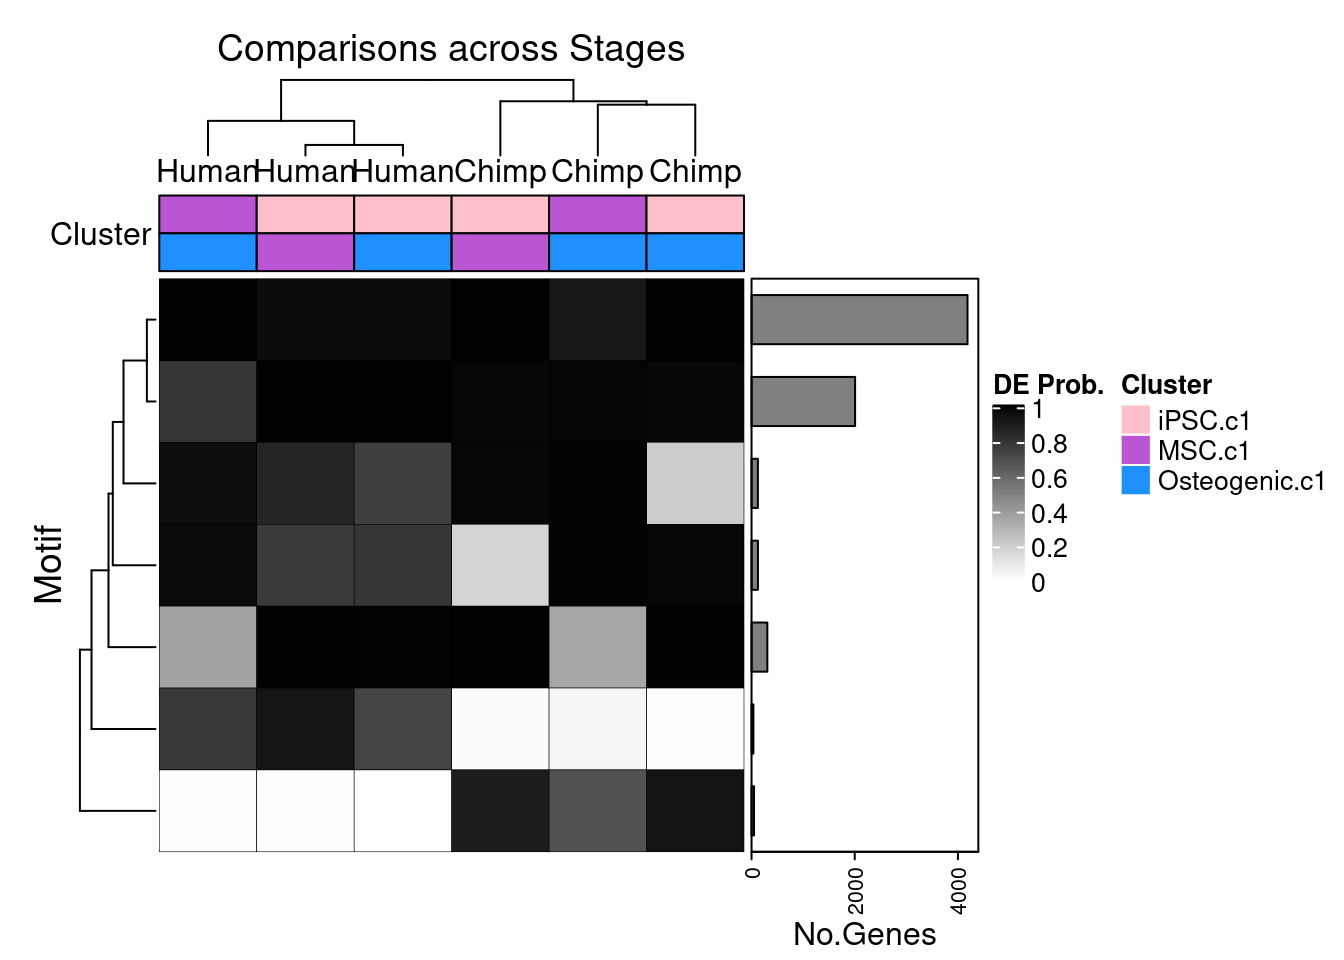 Comparisons across Stages
Human Human Human Chimp Chimp Chimp
Cluster
Motif
0 2000 4000
No.Genes
DE Prob.
1
0.8
0.6
0.4
0.2
0
Cluster
iPSC.c1
MSC.c1
Osteogenic.c1